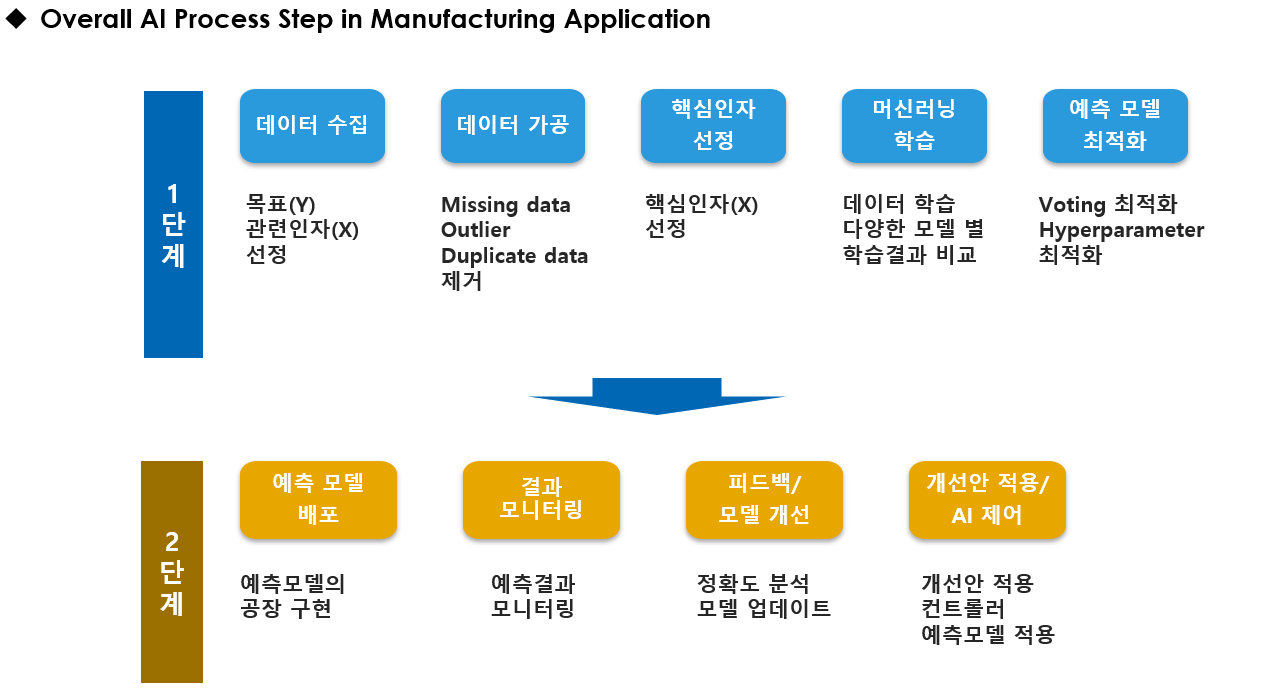 ◆ Overall AI Process Step in Manufacturing Application
1
단
계
데이터 수집
데이터 가공
핵심인자
선정
머신러닝
학습
예측 모델
최적화
목표(Y)
관련인자(X)
선정
Missing data
Outlier
Duplicate data
제거
핵심인자(X)
선정
데이터 학습
다양한 모델 별
학습결과 비교
Voting 최적화
Hyperparameter
최적화
2
단
계
예측 모델
배포
결과
모니터링
피드백/
모델 개선
개선안 적용/
AI 제어
예측모델의
공장 구현
예측결과
모니터링
정확도 분석
모델 업데이트
개선안 적용
컨트롤러
예측모델 적용